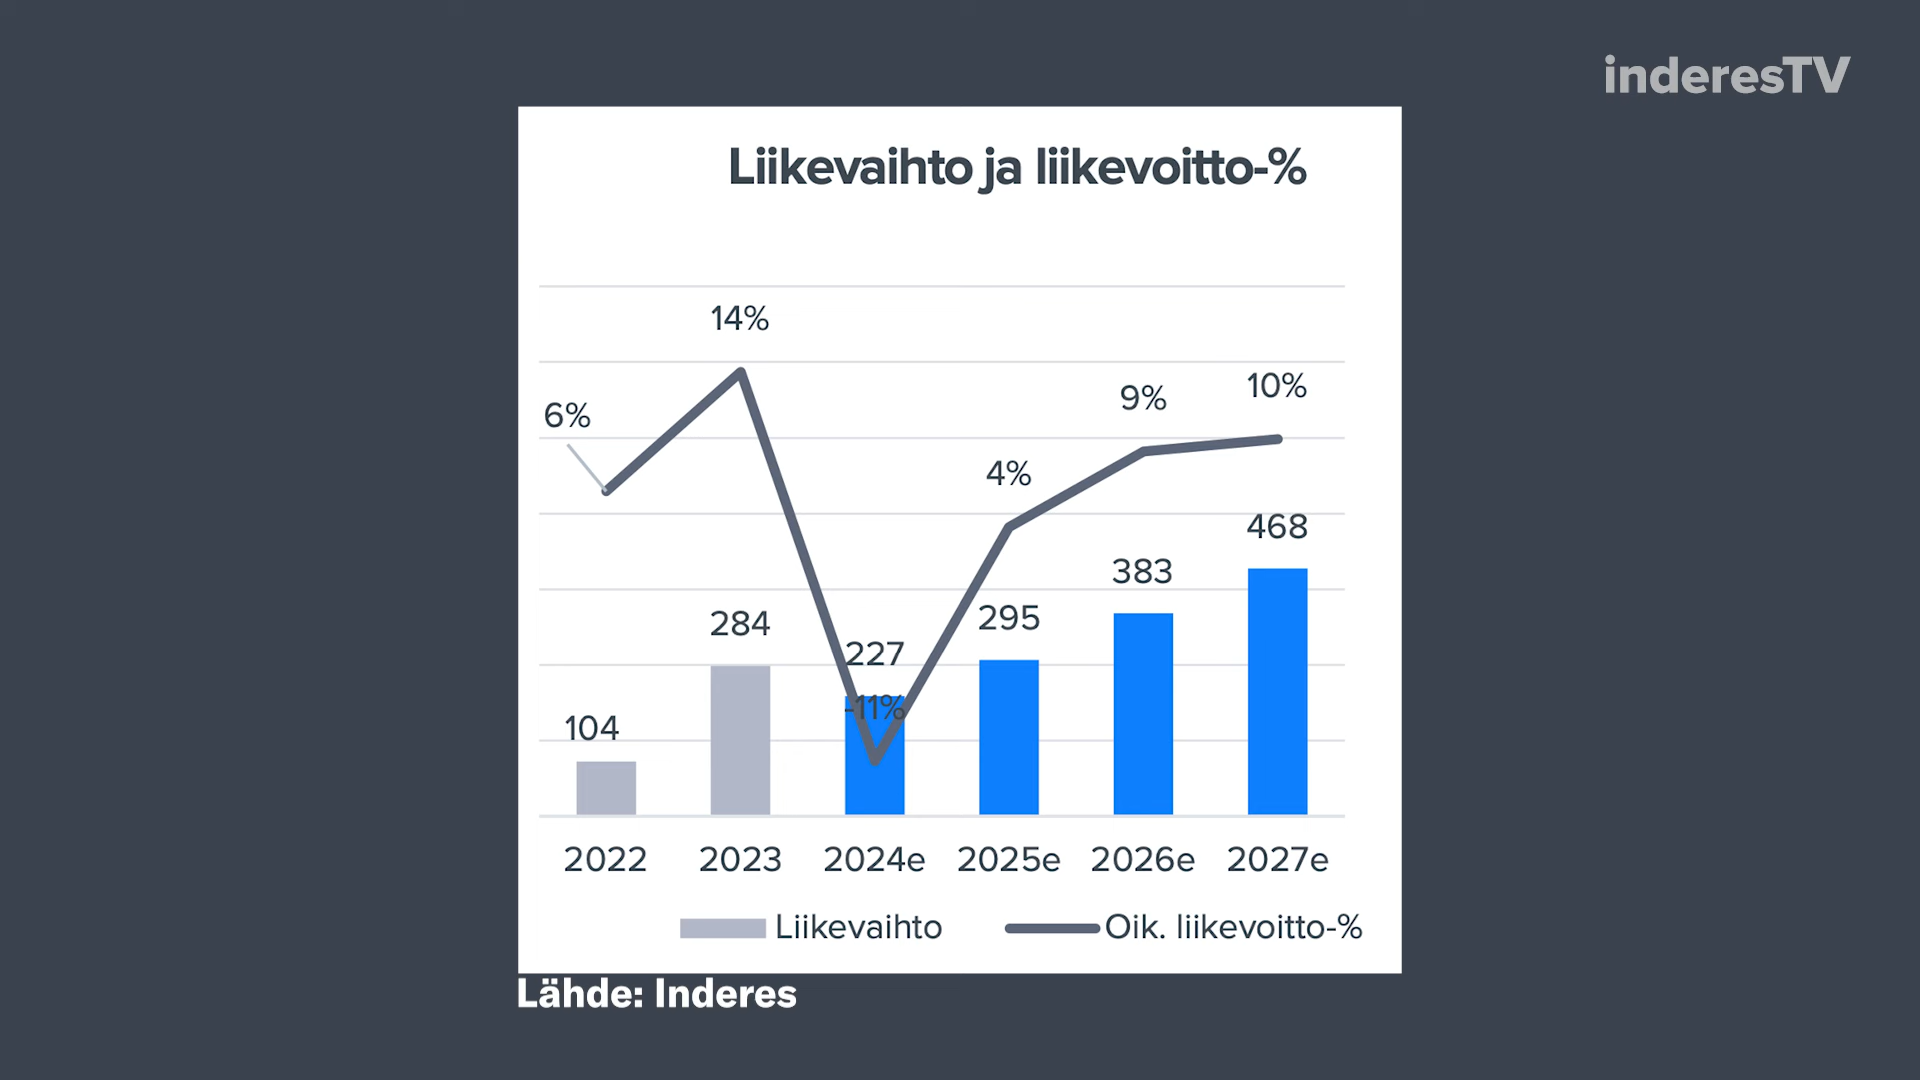 inderesTV
Liikevaihto ja liikevoitto-%
14%
10%
9%
6%
4%
468
383
295
284
227
-11%
104
2022 2023 2024e 2025e 2026e 2027e
Liikevaihto Oik. liikevoitto-%
Lähde: Inderes